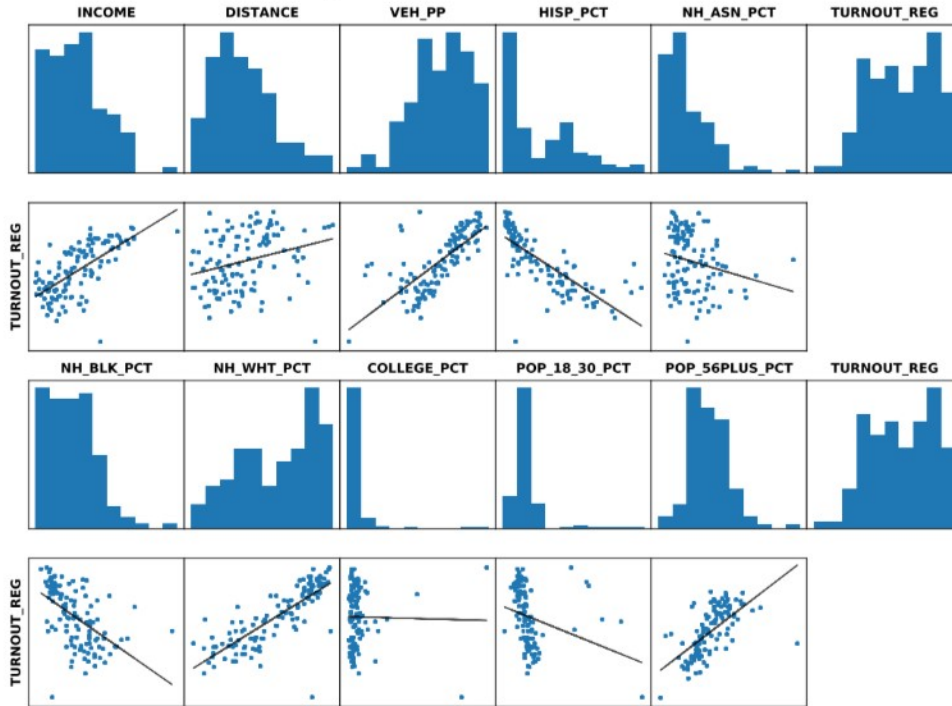 INCOME DISTANCE VEH_PP HISP_PCT NH_ASN_PCT TURNOUT_REG
TURNOUT_REG
NH_BLK_PCT NH_WHT_PCT COLLEGE_PCT POP_18_30_PCT POP_56PLUS_PCT TURNOUT_REG
TURNOUT_REG